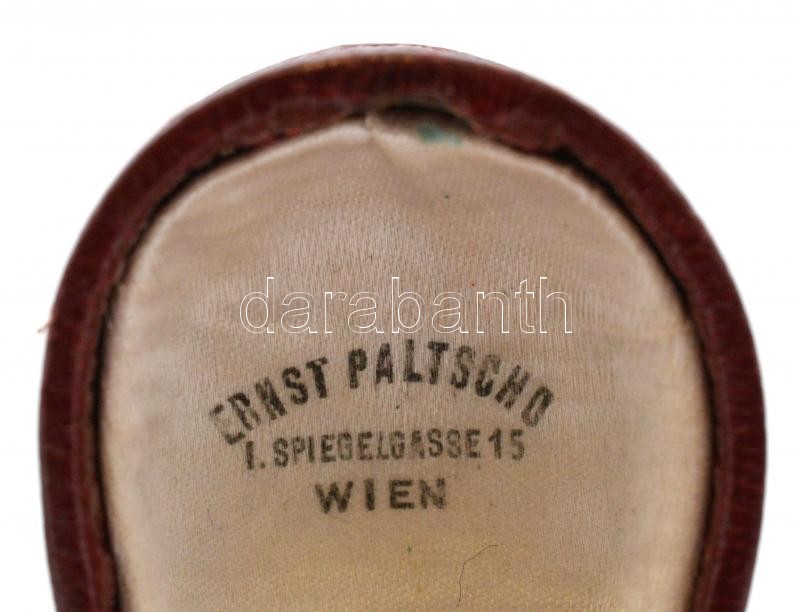 darabanth
ERNST PALTSCHO
I. SPIEGELGASSE 15
WIEN